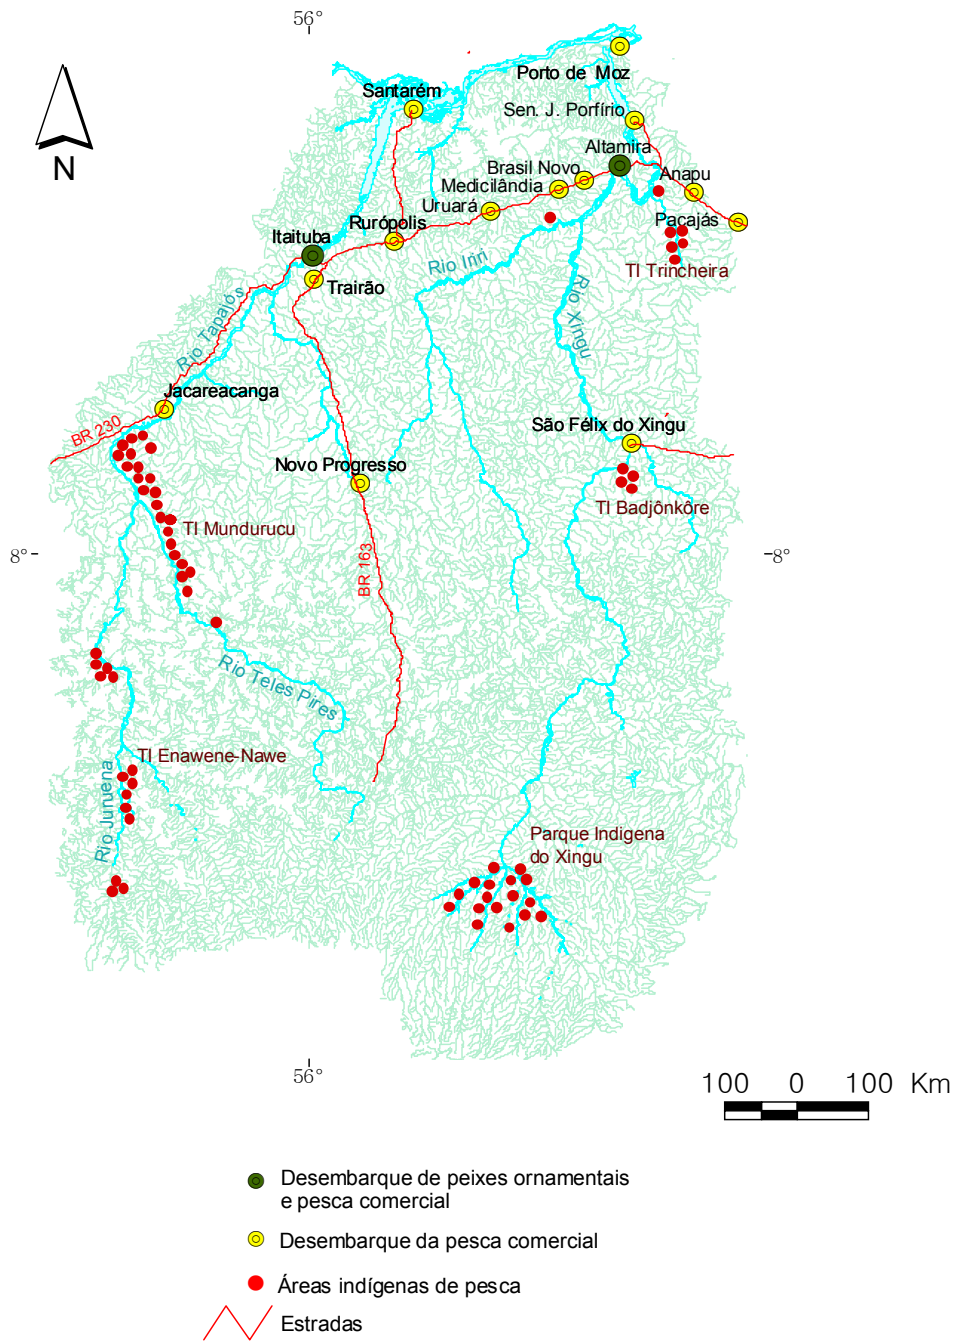 56°
Porto de Moz
Santarém
Sen. J. Porfírio
Altamira
Brasil Novo
Anapu
Medicilândia
Uruará
Pacajás
Rurópolis
Itaituba
Rio Iriri
TI Trincheira
Trairão
Rio Xingu
Rio Tapajós
Jacareacanga
BR 230
São Félix do Xingu
Novo Progresso
TI Badjônkôre
TI Mundurucu
8°
8°
BR 163
Rio Teles Pires
TI Enawene-Nawe
Rio Juruena
Parque Indigena
do Xingu
56°
100 0 100 Km
N
Desembarque de peixes ornamentais
e pesca comercial
Desembarque da pesca comercial
Áreas indígenas de pesca
Estradas